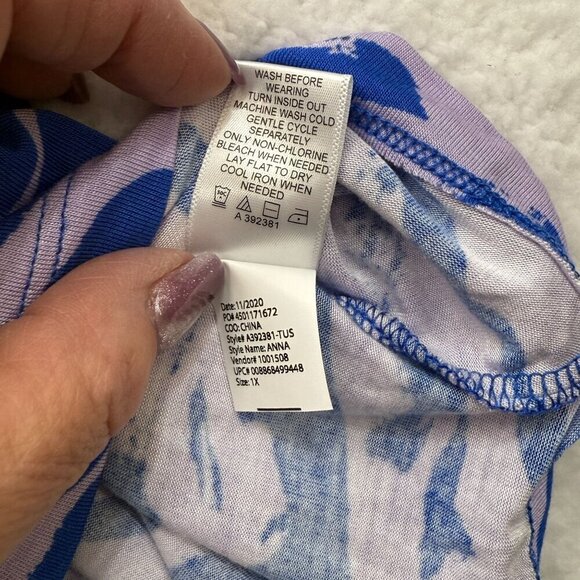 WASH BEFORE
WEARING
TURN INSIDE OUT
MACHINE WASH COLD
GENTLE CYCLE
SEPARATELY
ONLY NON-CHLORINE
BLEACH WHEN NEEDED
LAY FLAT TO DRY
COOL IRON WHEN
NEEDED
A 392381
Date: 11/2020
PO# 4501171672
COO: CHINA
Style# A392381-TUS
Style Name: ANNA
Vendor# 1001508
UPC# 008868499448
Size: 1X